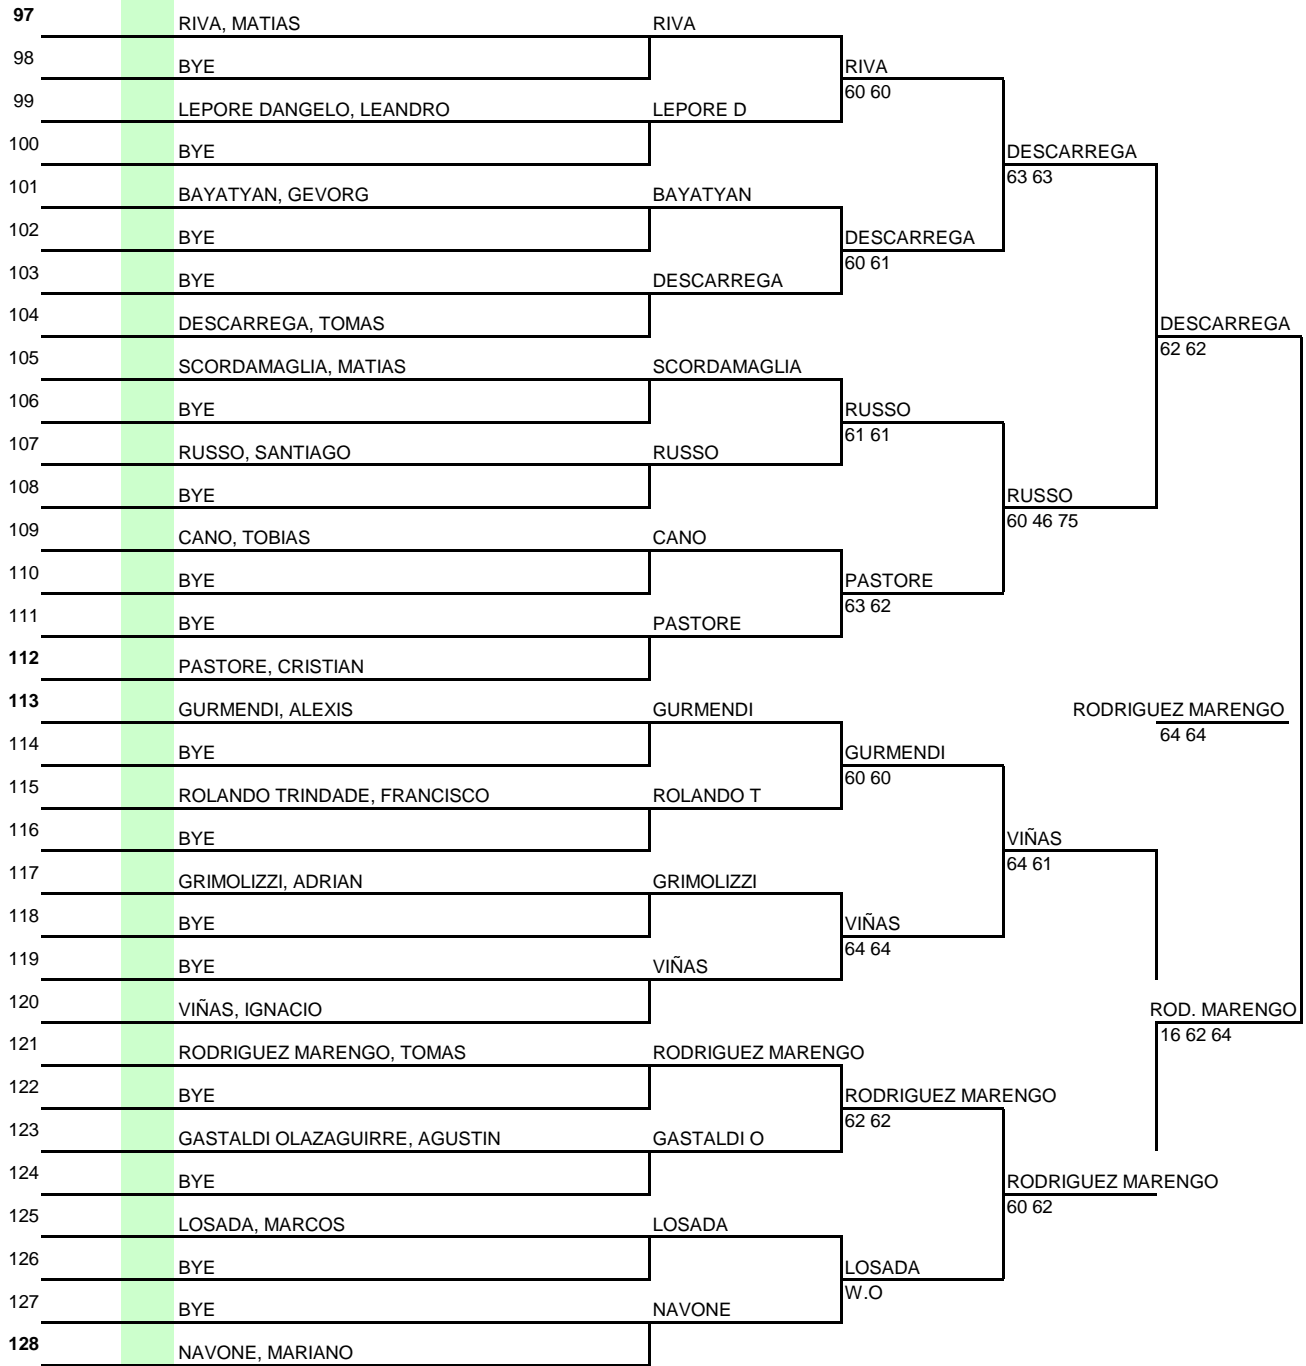 97 RIVA, MATIAS RIVA
98 BYE RIVA
60 60
99 LEPORE DANGELO, LEANDRO LEPORE D
100 BYE DESCARREGA
63 63
101 BAYATYAN, GEVORG BAYATYAN
102 BYE DESCARREGA
60 61
103 BYE DESCARREGA
104 DESCARREGA, TOMAS DESCARREGA
62 62
105 SCORDAMAGLIA, MATIAS SCORDAMAGLIA
106 BYE RUSSO
61 61
107 RUSSO, SANTIAGO RUSSO
108 BYE RUSSO
60 46 75
109 CANO, TOBIAS CANO
110 BYE PASTORE
63 62
111 BYE PASTORE
112 PASTORE, CRISTIAN
113 GURMENDI, ALEXIS GURMENDI RODRIGUEZ MARENGO
64 64
114 BYE GURMENDI
60 60
115 ROLANDO TRINDADE, FRANCISCO ROLANDO T
116 BYE VIÑAS
64 61
117 GRIMOLIZZI, ADRIAN GRIMOLIZZI
118 BYE VIÑAS
64 64
119 BYE VIÑAS
120 VIÑAS, IGNACIO ROD. MARENGO
16 62 64
121 RODRIGUEZ MARENGO, TOMAS RODRIGUEZ MARENGO
122 BYE RODRIGUEZ MARENGO
62 62
123 GASTALDI OLAZAGUIRRE, AGUSTIN GASTALDI O
124 BYE RODRIGUEZ MARENGO
60 62
125 LOSADA, MARCOS LOSADA
126 BYE LOSADA
W.O
127 BYE NAVONE
128 NAVONE, MARIANO